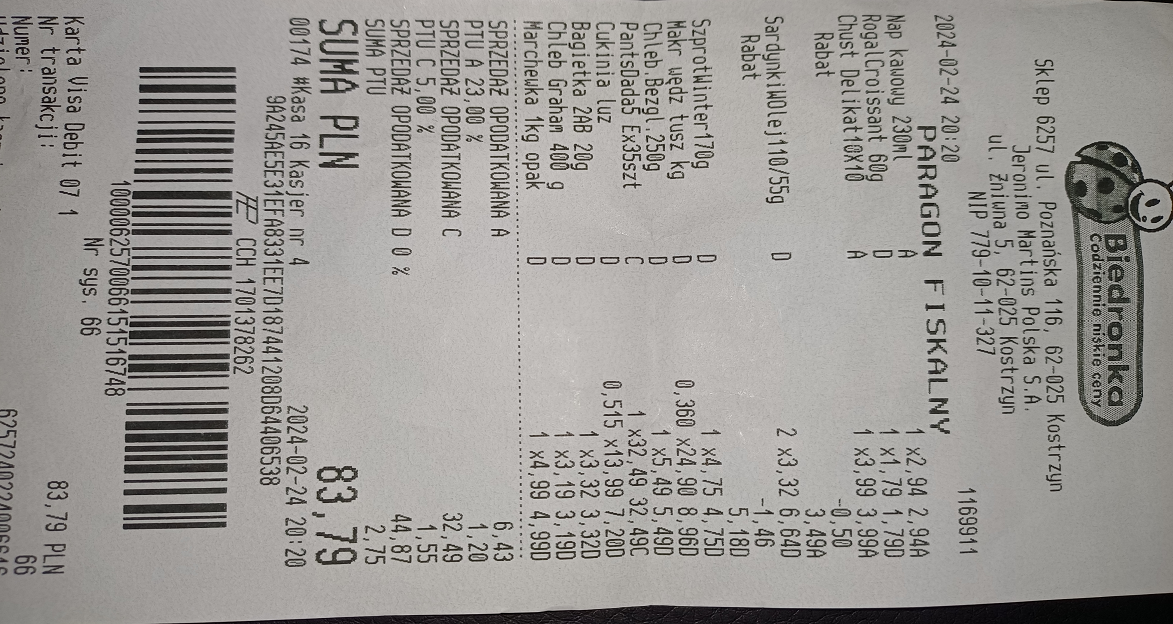 Biedronka
Codziennie niskie ceny
Sklep 6257 ul. Poznańska 116, 62-025 Kostrzyn
Jeronimo Martins Polska S.A.
ul. Żniwna 5, 62-025 Kostrzyn
NIP 779-10-11-327
2024-02-24 20:20 1169911
PARAGON FISKALNY
Nap kawowy 230ml A 1 x2,94 2,94A
RogalCroissant 60g D 1 x1,79 1,79D
Chust Delikat10X10 A 1 x3,99 3,99A
Rabat -0,50
3,49A
SardynkiWOlej110/55g D 2 x3,32 6,64D
Rabat -1,46
5,18D
SzprotWinter170g D 1 x4,75 4,75D
Makr wędz tusz kg D 0,360 x24,90 8,96D
Chleb.Bezgl.250g D 1 x5,49 5,49D
PantsDada5 Ex35szt C 1 x32,49 32,49C
Cukinia luz D 0,515 x13,99 7,20D
Bagietka 2AB 20g D 1 x3,32 3,32D
Chleb Graham 400 g D 1 x3,19 3,19D
Marchewka 1kg opak D 1 x4,99 4,99D
SPRZEDAŻ OPODATKOWANA A 6,43
PTU A 23,00 % 1,20
SPRZEDAŻ OPODATKOWANA C 32,49
PTU C 5,00 % 1,55
SPRZEDAŻ OPODATKOWANA D 0 % 44,87
SUMA PTU 2,75
SUMA PLN 83,79
00174 #Kasa 16 Kasjer nr 4 2024-02-24 20:20
9A245AE5E31EFA8331EE7D187441208D64406538
CCH 1701378262
1000062570066151516748
Nr sys. 66
Karta Visa Debit 07 1 83,79 PLN
Nr transakcji: 66
Numer: